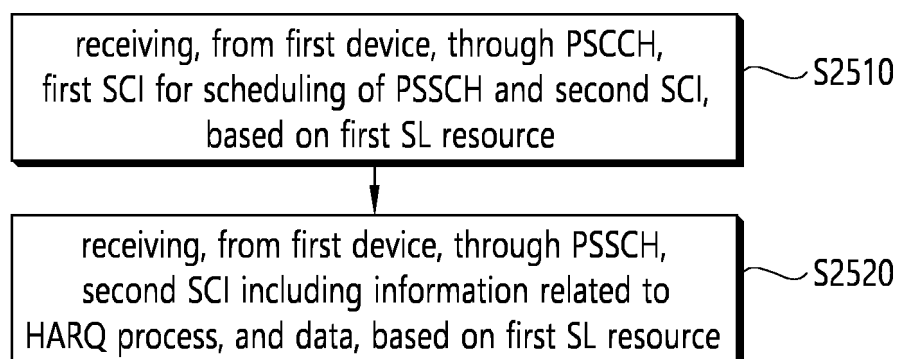 receiving, from first device, through PSCCH,
first SCI for scheduling of PSSCH and second SCI,
based on first SL resource
S2510
receiving, from first device, through PSSCH,
second SCI including information related to
HARQ process, and data, based on first SL resource
S2520